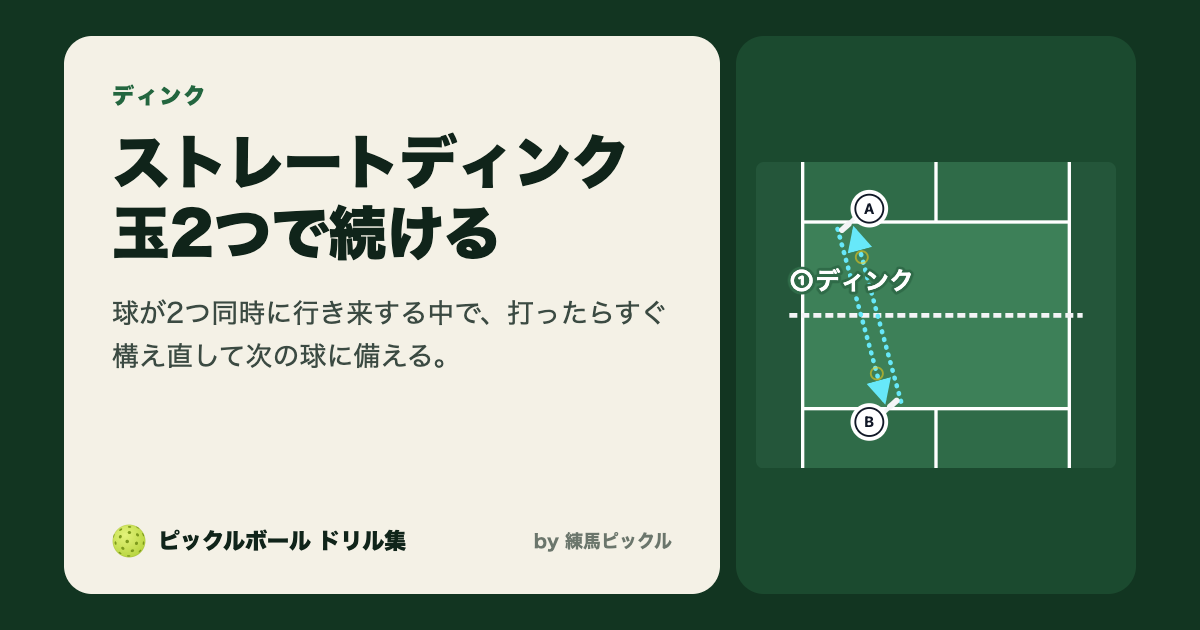 ディンク
ストレートディンク
玉2つで続ける
球が2つ同時に行き来する中で、打ったらすぐ
構え直して次の球に備える。
ピックルボール ドリル集
by 練馬ピックル
A
①ディンク
B